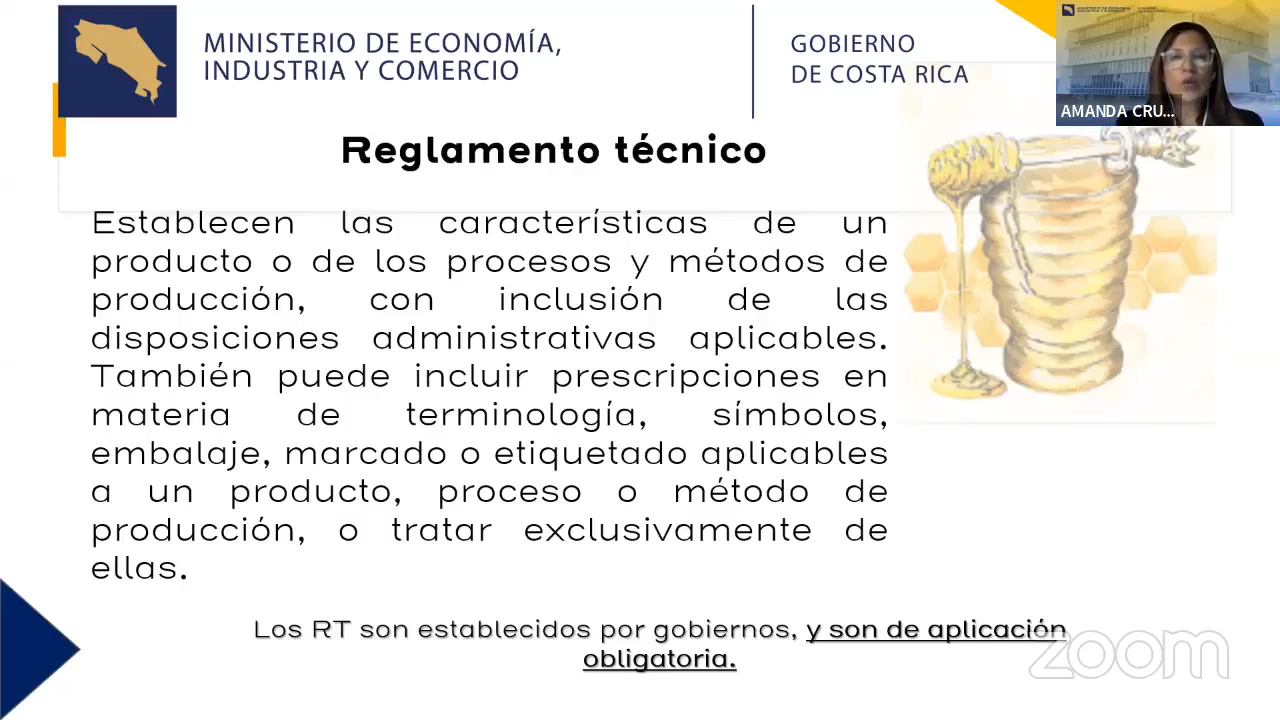 MINISTERIO DE ECONOMÍA,
INDUSTRIA Y COMERCIO
GOBIERNO
DE COSTA RICA
AMANDA CRU...
Reglamento técnico
Establecen las características de un
producto o de los procesos y métodos de
producción, con inclusión de las
disposiciones administrativas aplicables.
También puede incluir prescripciones en
materia de terminología, símbolos,
embalaje, marcado o etiquetado aplicables
a un producto, proceso o método de
producción, o tratar exclusivamente de
ellas.
Los RT son establecidos por gobiernos, y son de aplicación
obligatoria.
zoom